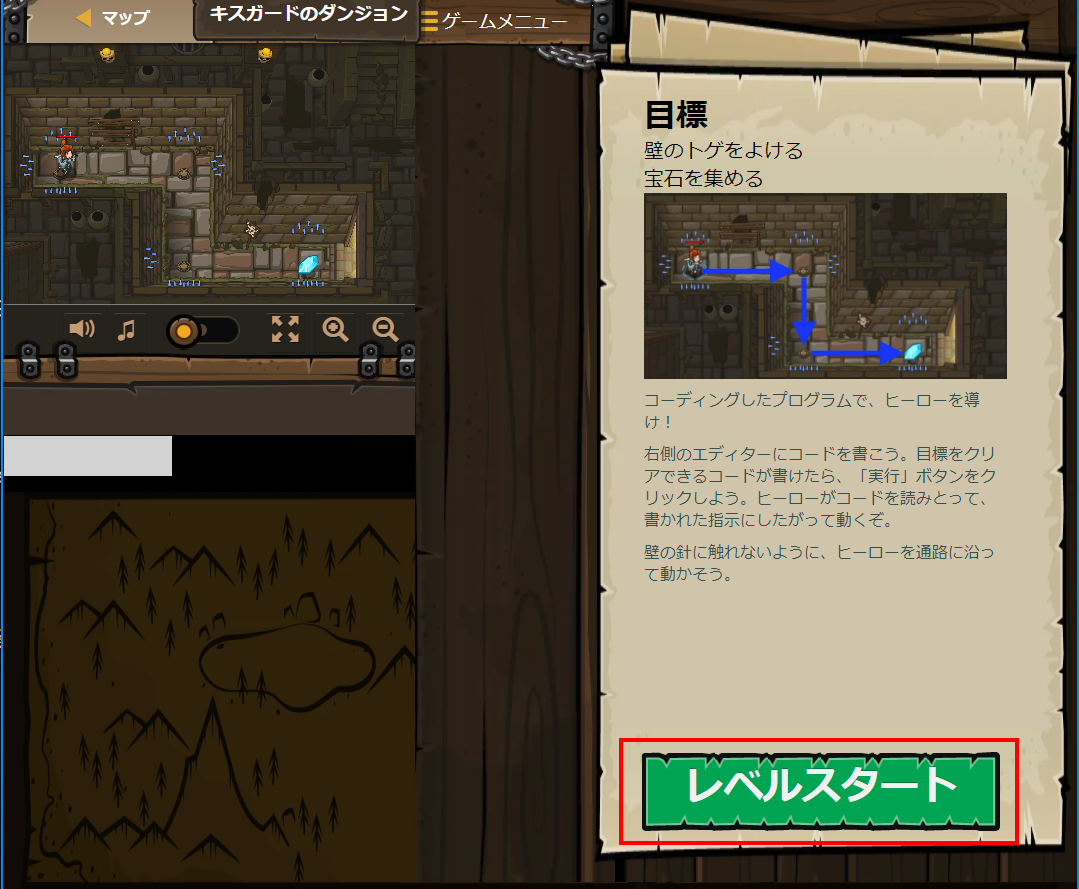 マップ
キスガードのダンジョン
ゲームメニュー
目標
壁のトゲをよける
宝石を集める
コーディングしたプログラムで、ヒーローを導
け！
右側のエディターにコードを書こう。目標をクリ
アできるコードが書けたら、「実行」ボタンをク
リックしよう。ヒーローがコードを読みとって、
書かれた指示にしたがって動くぞ。
壁の針に触れないように、ヒーローを通路に沿っ
て動かそう。
レベルスタート